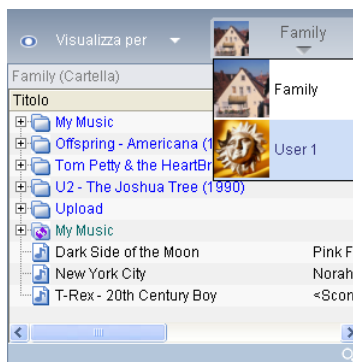 Visualizza per
Family
Family (Cartella)
Family
Titolo
User 1
My Music
Offspring - Americana (1
Tom Petty & the HeartBr
U2 - The Joshua Tree (1990)
Upload
My Music
Dark Side of the Moon Pink F
New York City Norah
T-Rex - 20th Century Boy <Scon